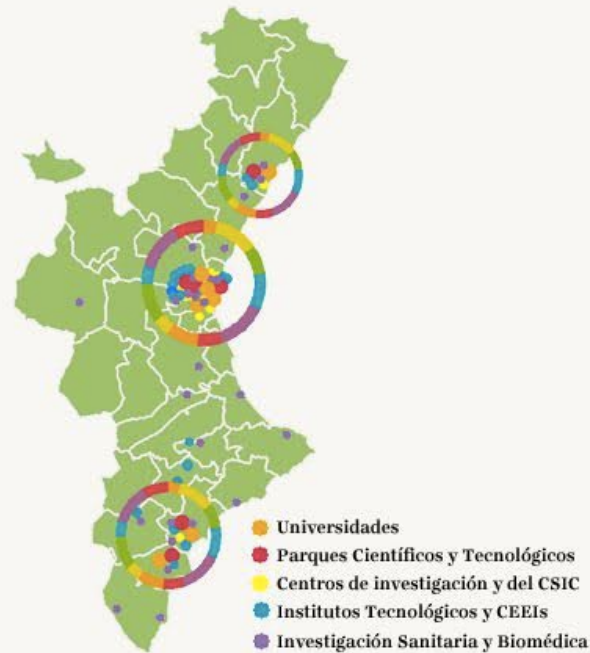 Universidades
Parques Científicos y Tecnológicos
Centros de investigación y del CSIC
Institutos Tecnológicos y CEEIs
Investigación Sanitaria y Biomédica